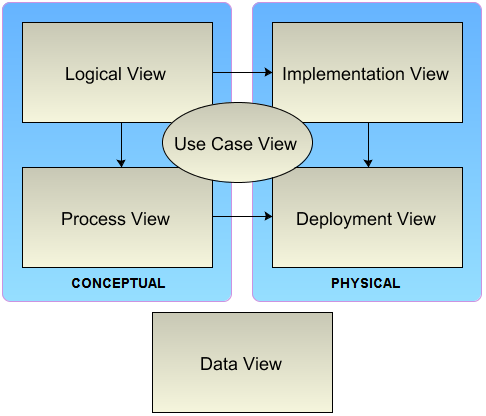 Logical View
Implementation View
Use Case View
Process View
Deployment View
CONCEPTUAL
PHYSICAL
Data View